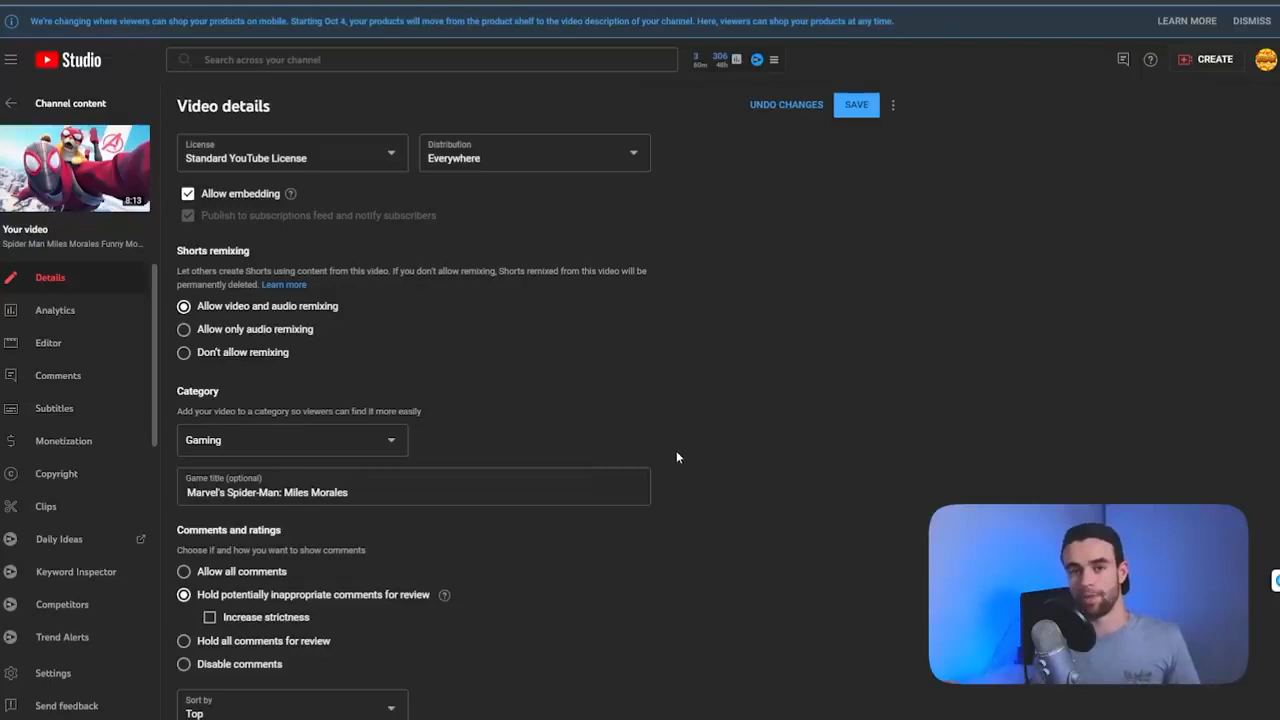 We're changing where viewers can shop your products on mobile. Starting Oct 4, your products will move from the product shelf to the video description of your channel. Here, viewers can shop your products at any time.
LEARN MORE
DISMISS
Studio
Search across your channel
3
60m
306
48h
CREATE
Channel content
Video details
UNDO CHANGES
SAVE
8:13
Your video
Spider Man Miles Morales Funny Mo...
Details
Analytics
Editor
Comments
Subtitles
Monetization
Copyright
Clips
Daily Ideas
Keyword Inspector
Competitors
Trend Alerts
Settings
Send feedback
License
Standard YouTube License
Distribution
Everywhere
Allow embedding
Publish to subscriptions feed and notify subscribers
Shorts remixing
Let others create Shorts using content from this video. If you don't allow remixing, Shorts remixed from this video will be
permanently deleted. Learn more
Allow video and audio remixing
Allow only audio remixing
Don't allow remixing
Category
Add your video to a category so viewers can find it more easily
Gaming
Game title (optional)
Marvel's Spider-Man: Miles Morales
Comments and ratings
Choose if and how you want to show comments
Allow all comments
Hold potentially inappropriate comments for review
Increase strictness
Hold all comments for review
Disable comments
Sort by
Top